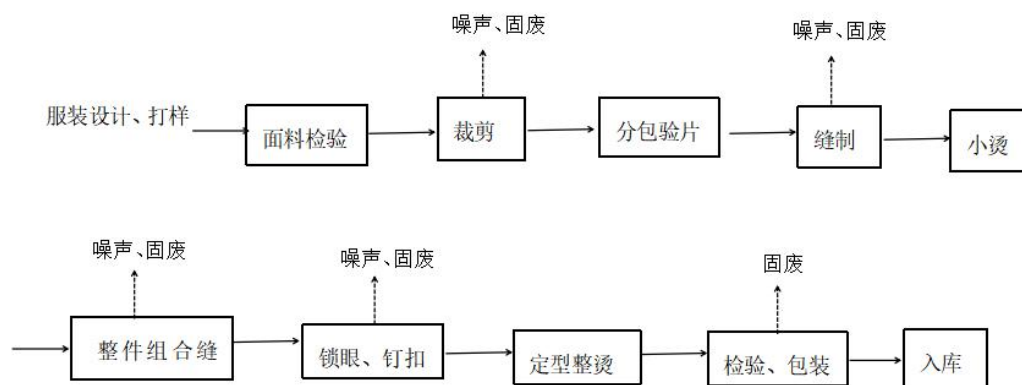 噪声、固废
噪声、固废
服装设计、打样
面料检验
裁剪
分包验片
缝制
小烫
噪声、固废
噪声、固废
固废
整件组合缝
锁眼、钉扣
定型整烫
检验、包装
入库